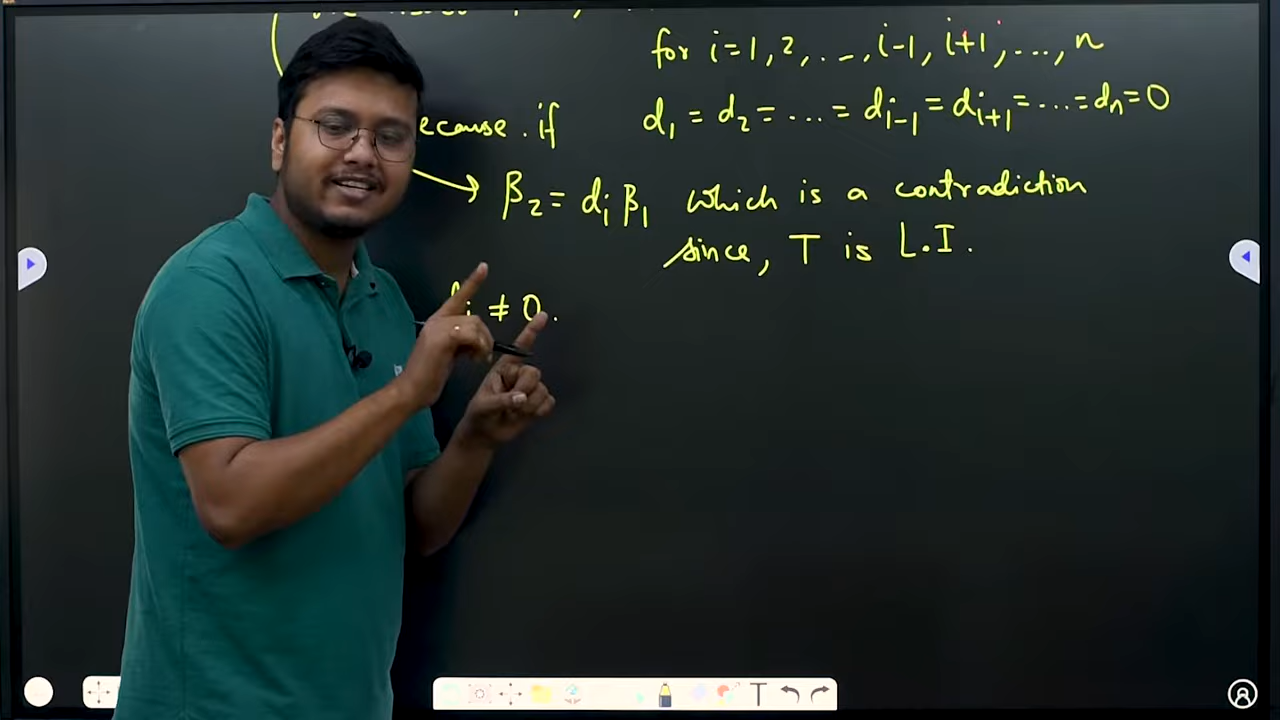 for i=1, 2, ..., i-1, i+1, ..., n
d₁ = d₂ = ... = dᵢ₋₁ = dᵢ₊₁ = ... = dₙ = 0
ecause. if
β₂ = dᵢ β₁ which is a contradiction
since, T is L.I.
≠ 0.
T